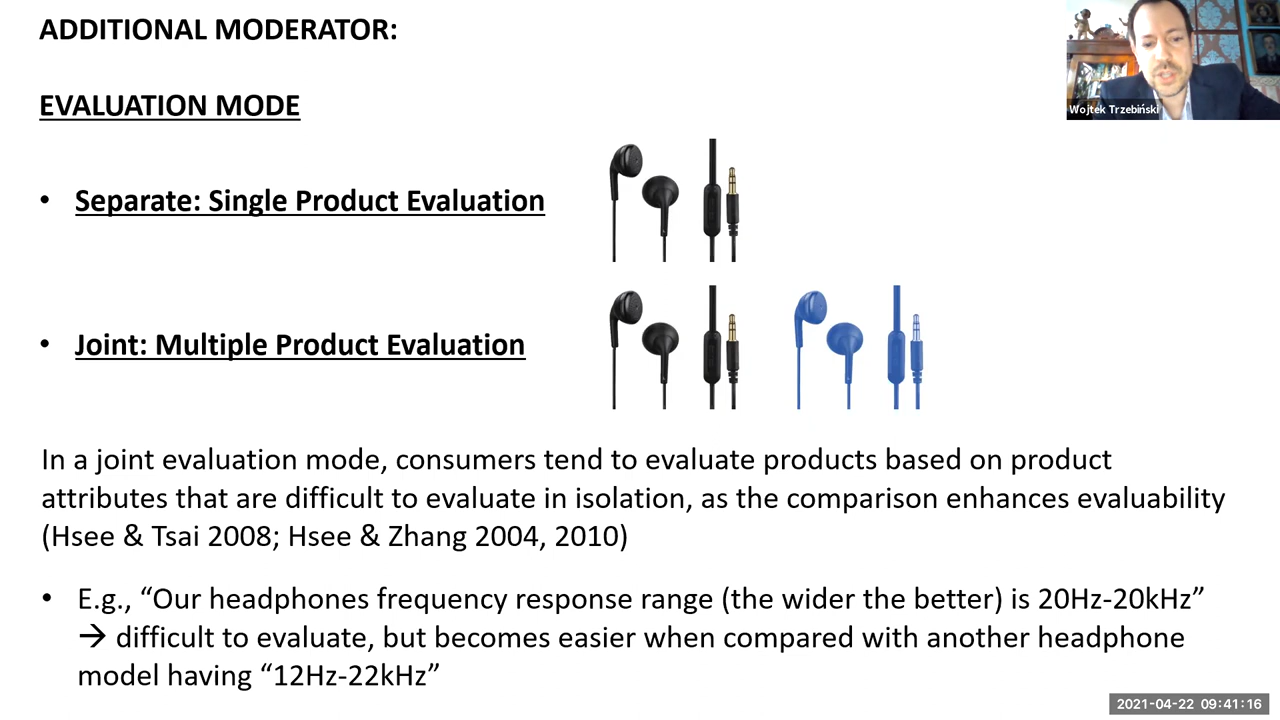 ADDITIONAL MODERATOR:
EVALUATION MODE
• Separate: Single Product Evaluation
• Joint: Multiple Product Evaluation
In a joint evaluation mode, consumers tend to evaluate products based on product
attributes that are difficult to evaluate in isolation, as the comparison enhances evaluability
(Hsee & Tsai 2008; Hsee & Zhang 2004, 2010)
• E.g., “Our headphones frequency response range (the wider the better) is 20Hz-20kHz”
→ difficult to evaluate, but becomes easier when compared with another headphone
model having “12Hz-22kHz”
Wojtek Trzebiński
2021-04-22 09:41:16